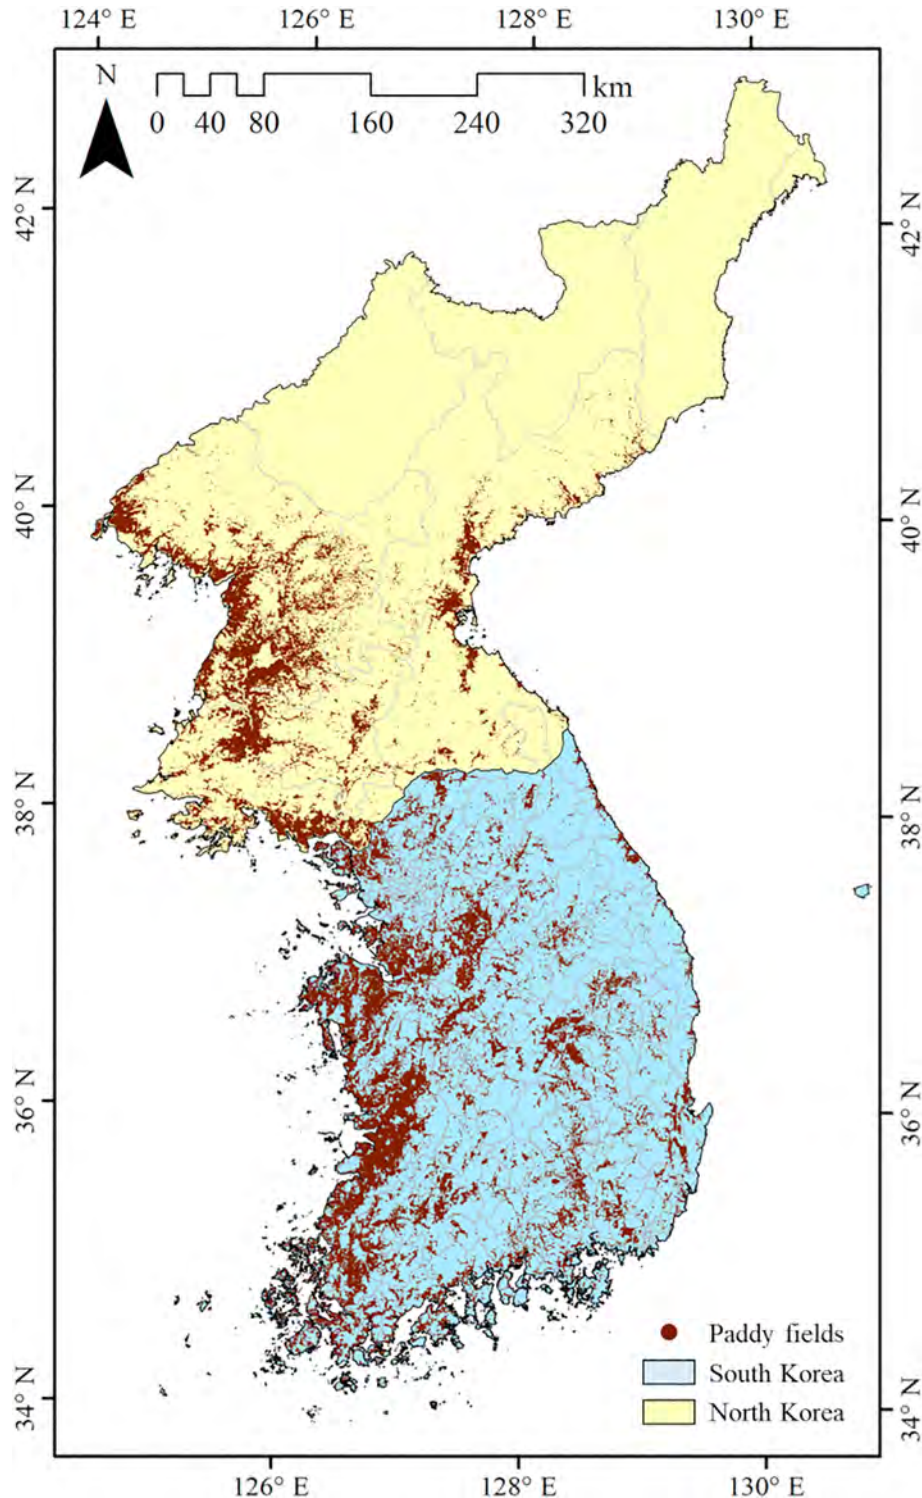 124° E 126° E 128° E 130° E
N
km
0 40 80 160 240 320
42° N
42° N
40° N
40° N
38° N
38° N
36° N
36° N
34° N
34° N
Paddy fields
South Korea
North Korea
126° E 128° E 130° E